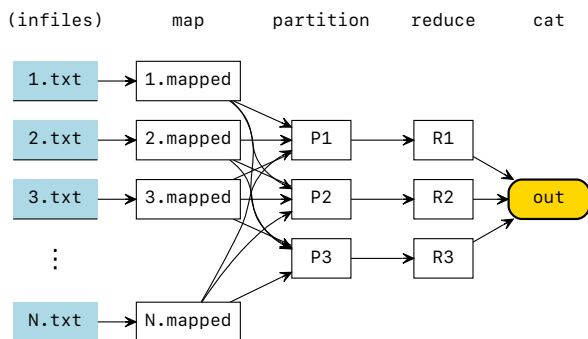 (infiles) map partition reduce cat
1.txt 1.mapped
2.txt 2.mapped P1 R1
3.txt 3.mapped P2 R2 out
⋮ P3 R3
N.txt N.mapped